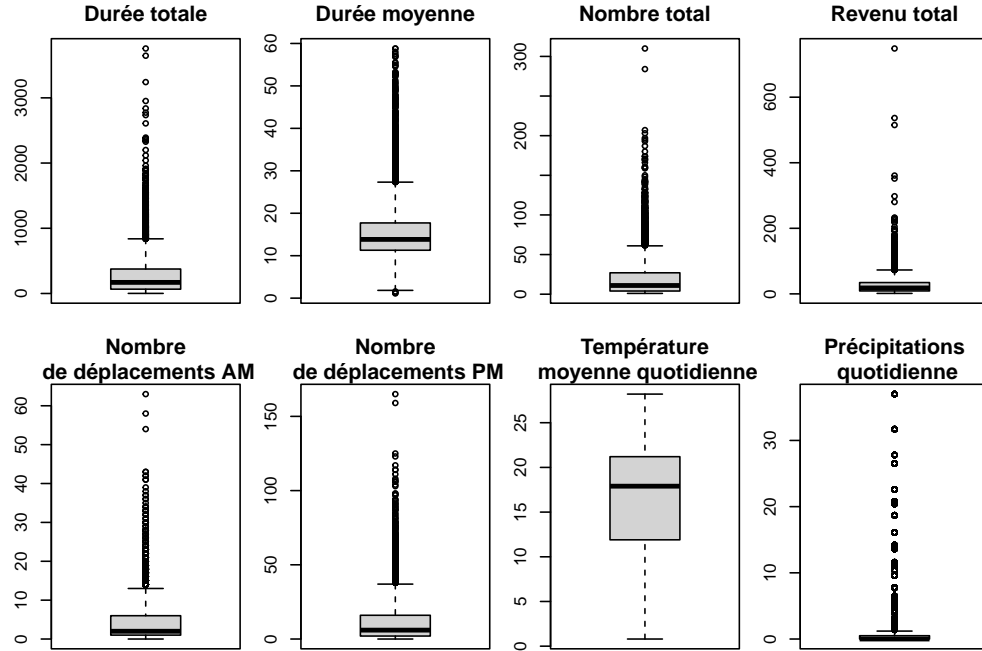 Durée totale
Durée moyenne
Nombre total
Revenu total
0 1000 2000 3000
0 10 20 30 40 50 60
0 50 100 200 300
0 200 400 600
Nombre
de déplacements AM
Nombre
de déplacements PM
Température
moyenne quotidienne
Précipitations
quotidienne
0 10 20 30 40 50 60
0 50 100 150
0 5 10 15 20 25
0 10 20 30